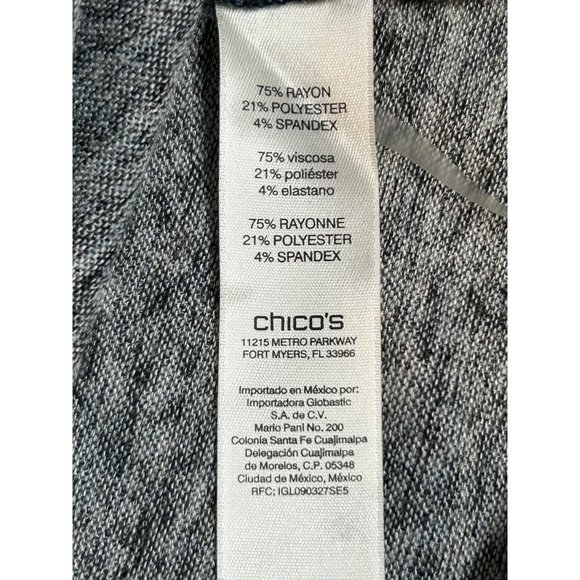 75% RAYON
21% POLYESTER
4% SPANDEX
75% viscosa
21% poliéster
4% elastano
75% RAYONNE
21% POLYESTER
4% SPANDEX
chico's
11215 METRO PARKWAY
FORT MYERS, FL 33966
Importado en México por:
Importadora Globastic
S.A. de C.V.
Mario Pani No. 200
Colonia Santa Fe Cuajimalpa
Delegación Cuajimalpa
de Morelos, C.P. 05348
Ciudad de México, México
RFC: IGL090327SE5